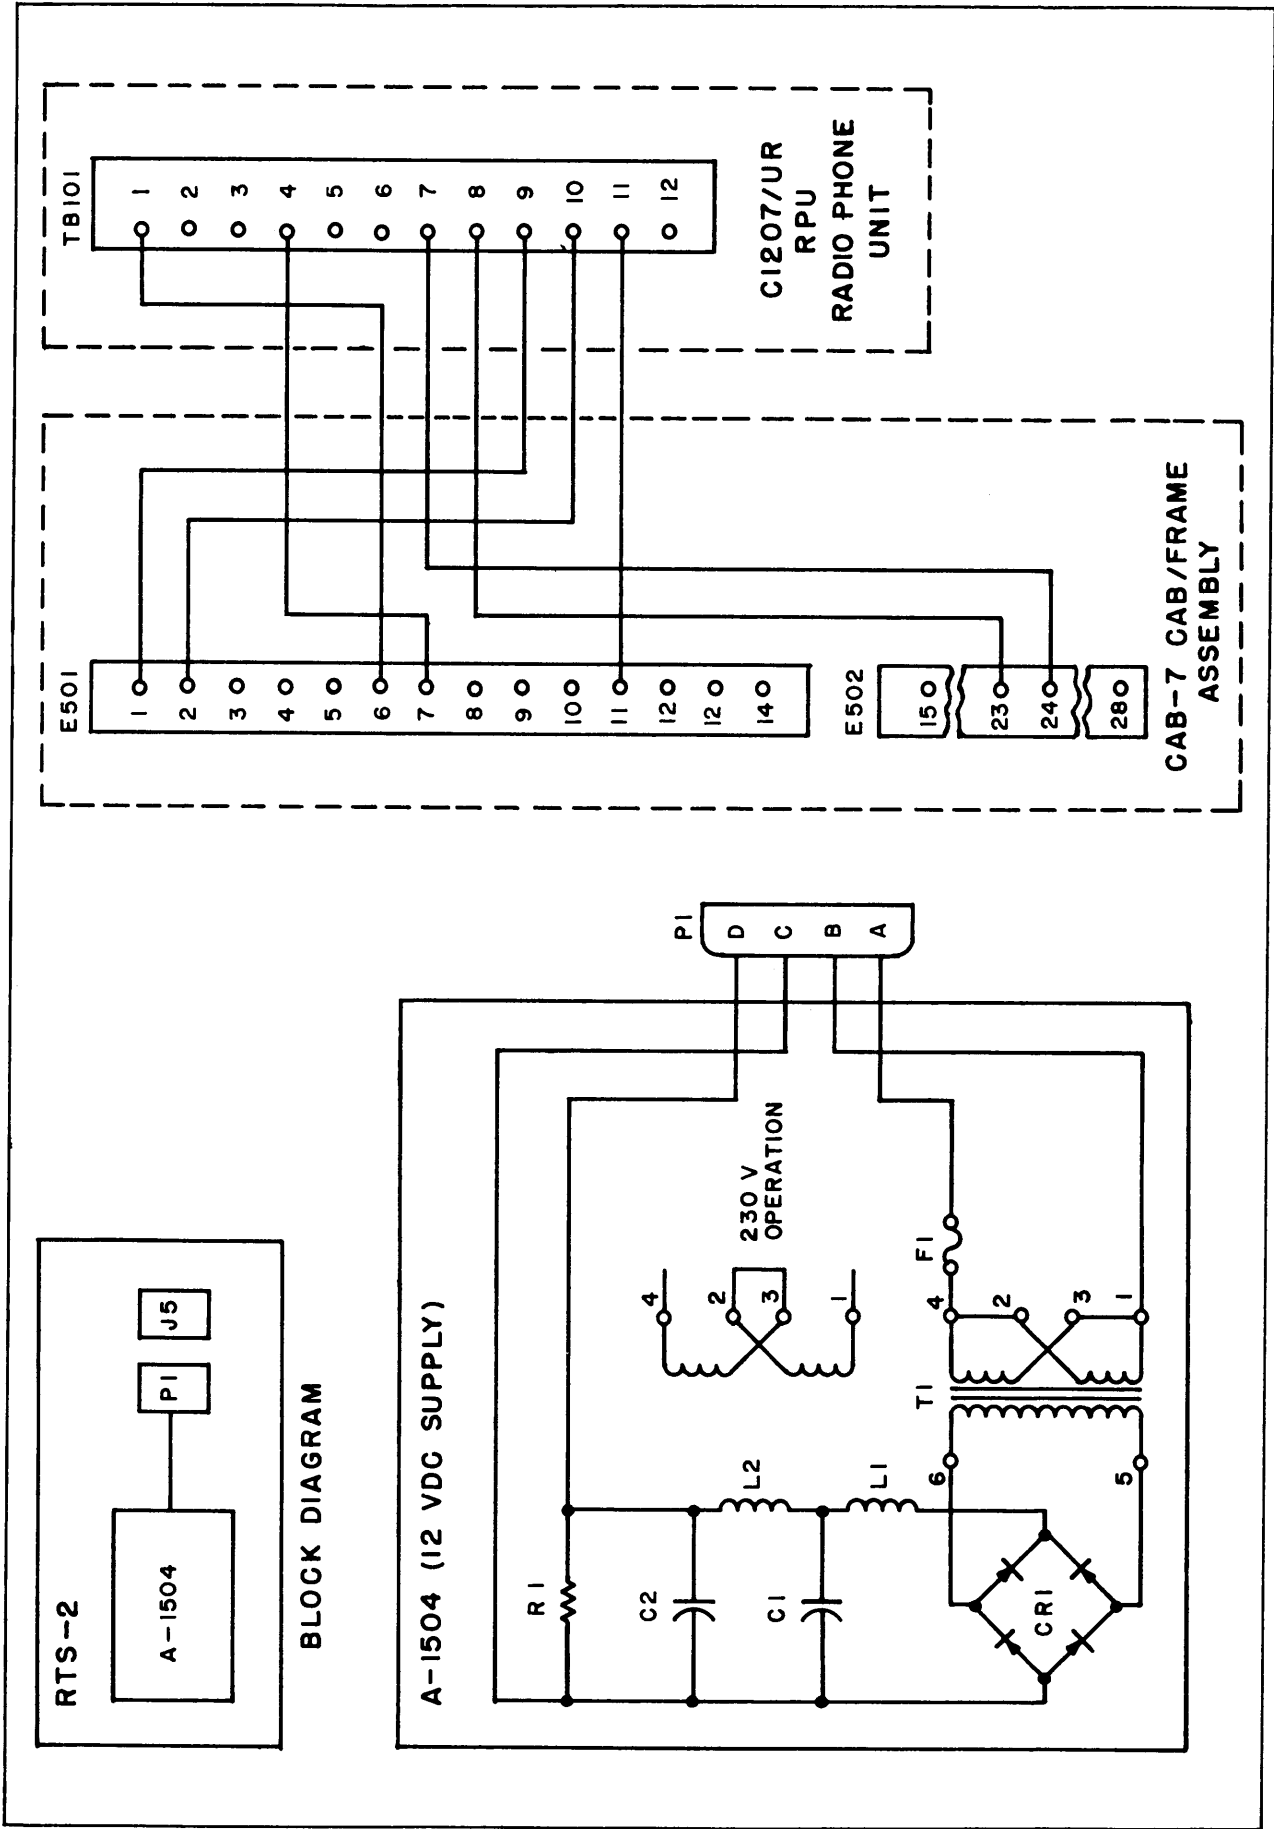 RTS-2
A-1504
P1
J5
BLOCK DIAGRAM
A-1504 (12 VDC SUPPLY)
R1
C2
L2
C1
L1
CR1
6
5
T1
4
2
3
1
230 V
OPERATION
4
2
3
1
F1
P1
D
C
B
A
E501
1
2
3
4
5
6
7
8
9
10
11
12
12
14
E502
15
23
24
28
CAB-7 CAB/FRAME
ASSEMBLY
TB101
1
2
3
4
5
6
7
8
9
10
11
12
C1207/UR
RPU
RADIO PHONE
UNIT